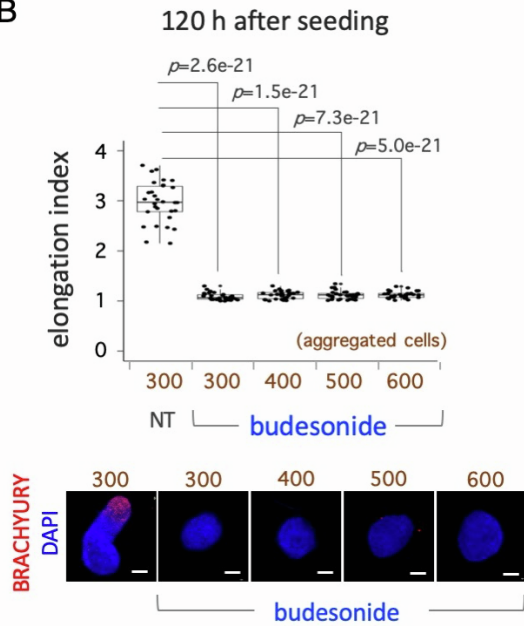 B
120 h after seeding
p=2.6e-21
p=1.5e-21
p=7.3e-21
p=5.0e-21
elongation index
4
3
2
1
0
(aggregated cells)
300 300 400 500 600
NT budesonide
BRACHYURY
DAPI
300 300 400 500 600
budesonide